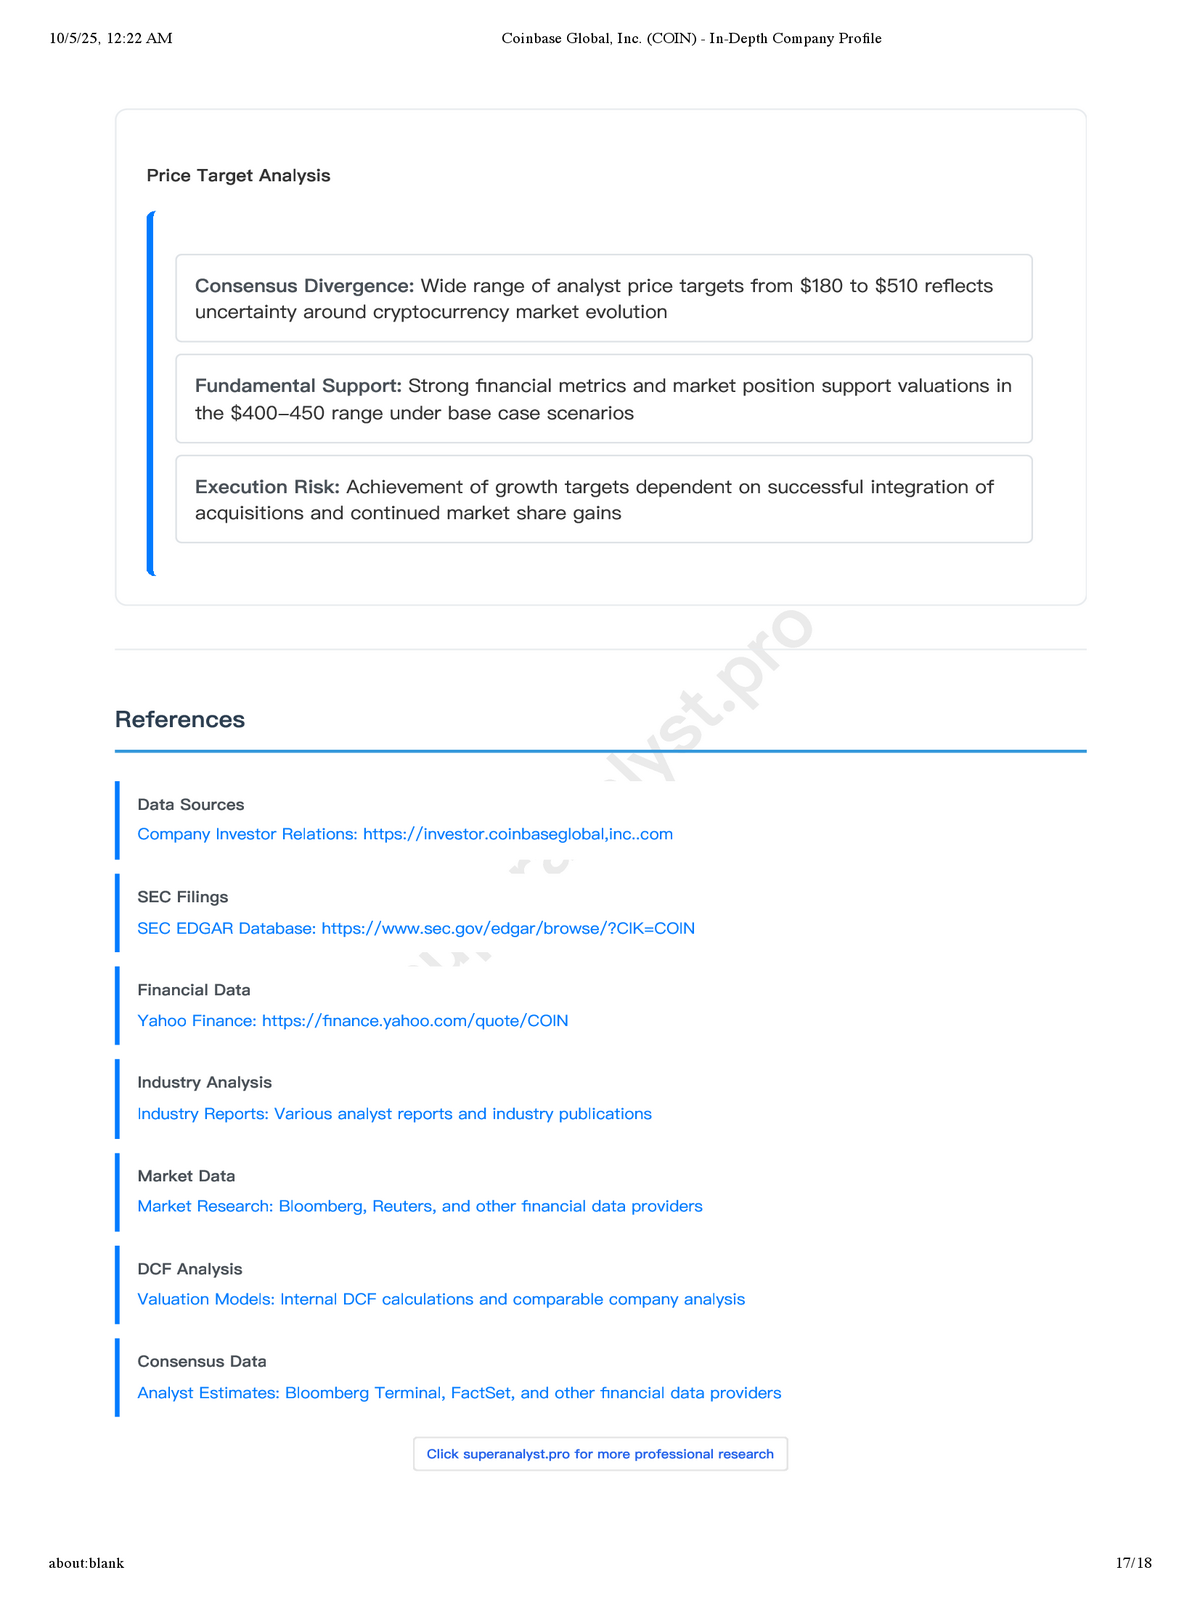 10/5/25, 12:22 AM
Coinbase Global, Inc. (COIN) - In-Depth Company Profile
Price Target Analysis
Consensus Divergence: Wide range of analyst price targets from $180 to $510 reflects
uncertainty around cryptocurrency market evolution
Fundamental Support: Strong financial metrics and market position support valuations in
the $400–450 range under base case scenarios
Execution Risk: Achievement of growth targets dependent on successful integration of
acquisitions and continued market share gains
lyst.pro
References
Data Sources
Company Investor Relations: https://investor.coinbaseglobal,inc..com
SEC Filings
SEC EDGAR Database: https://www.sec.gov/edgar/browse/?CIK=COIN
Financial Data
Yahoo Finance: https://finance.yahoo.com/quote/COIN
Industry Analysis
Industry Reports: Various analyst reports and industry publications
Market Data
Market Research: Bloomberg, Reuters, and other financial data providers
DCF Analysis
Valuation Models: Internal DCF calculations and comparable company analysis
Consensus Data
Analyst Estimates: Bloomberg Terminal, FactSet, and other financial data providers
Click superanalyst.pro for more professional research
about:blank
17/18